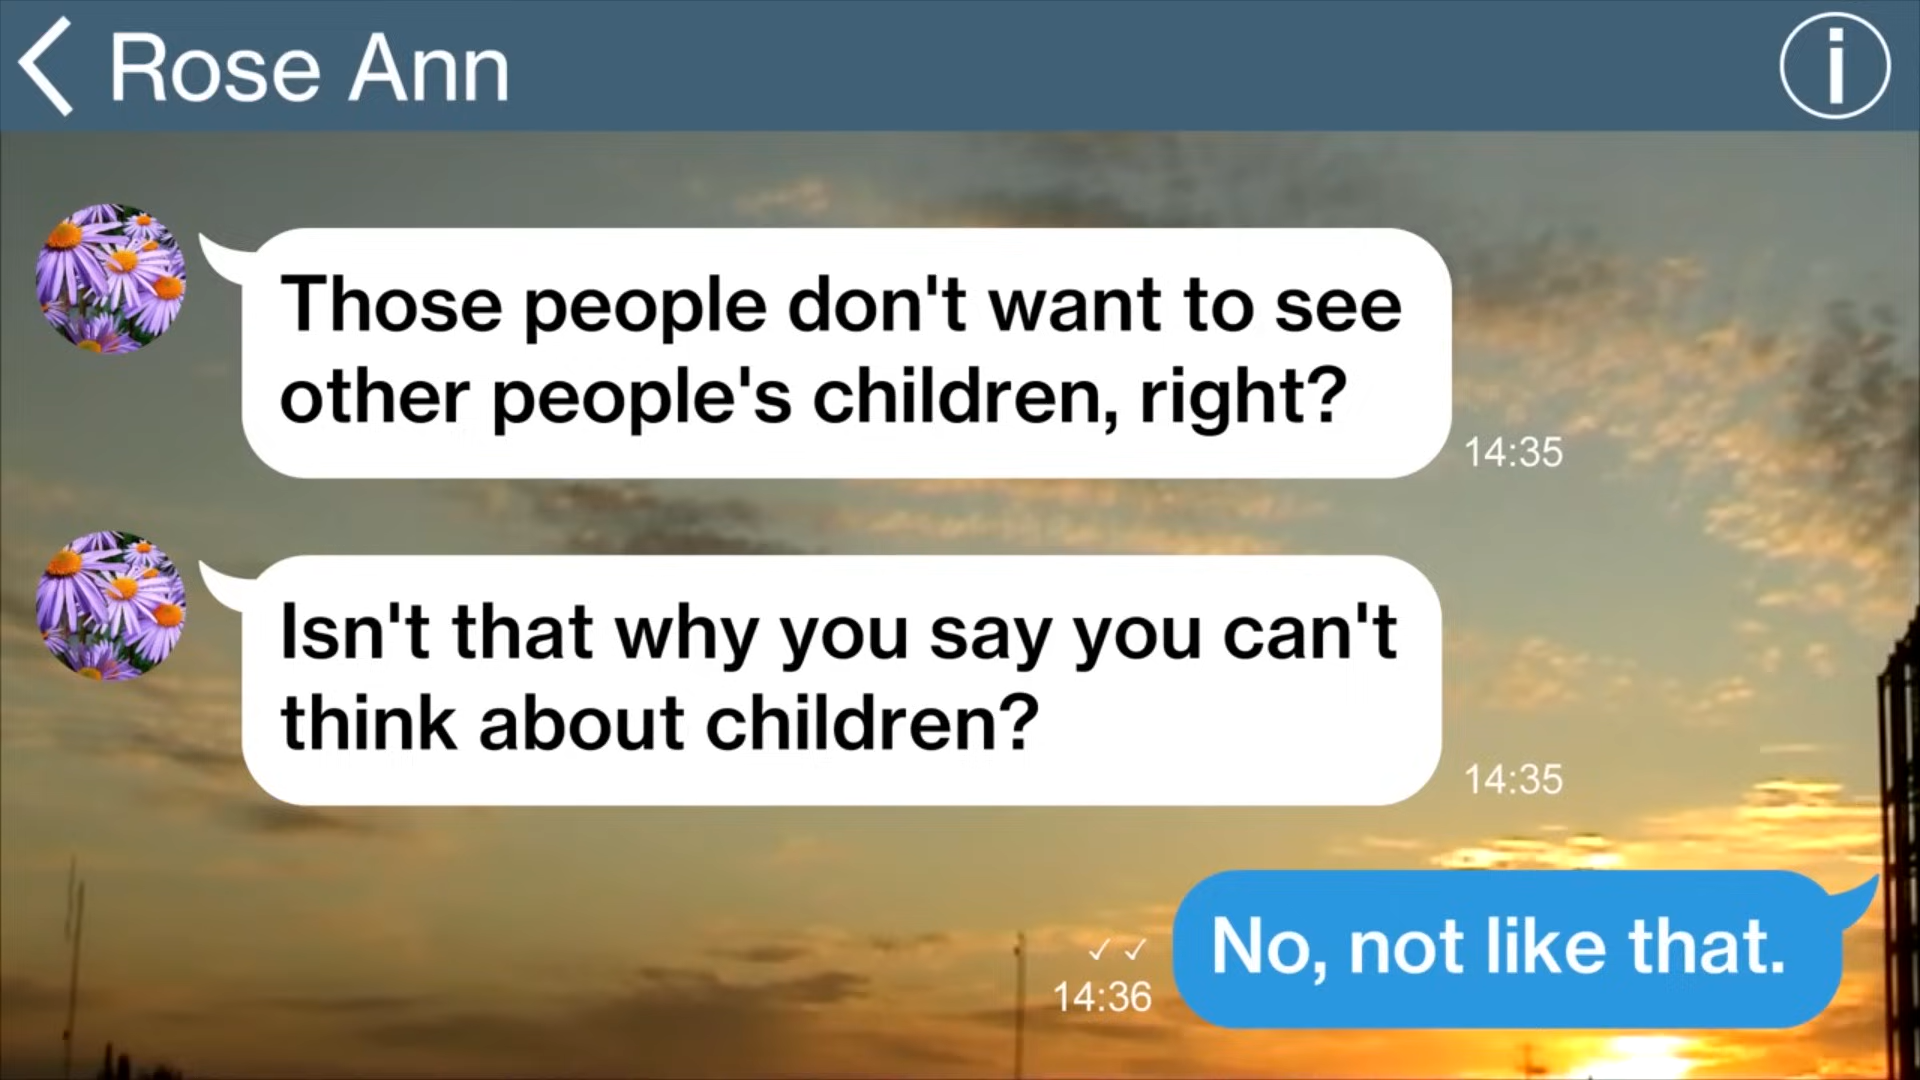 Rose Ann
Those people don't want to see
other people's children, right?
14:35
Isn't that why you say you can't
think about children?
14:35
No, not like that.
14:36